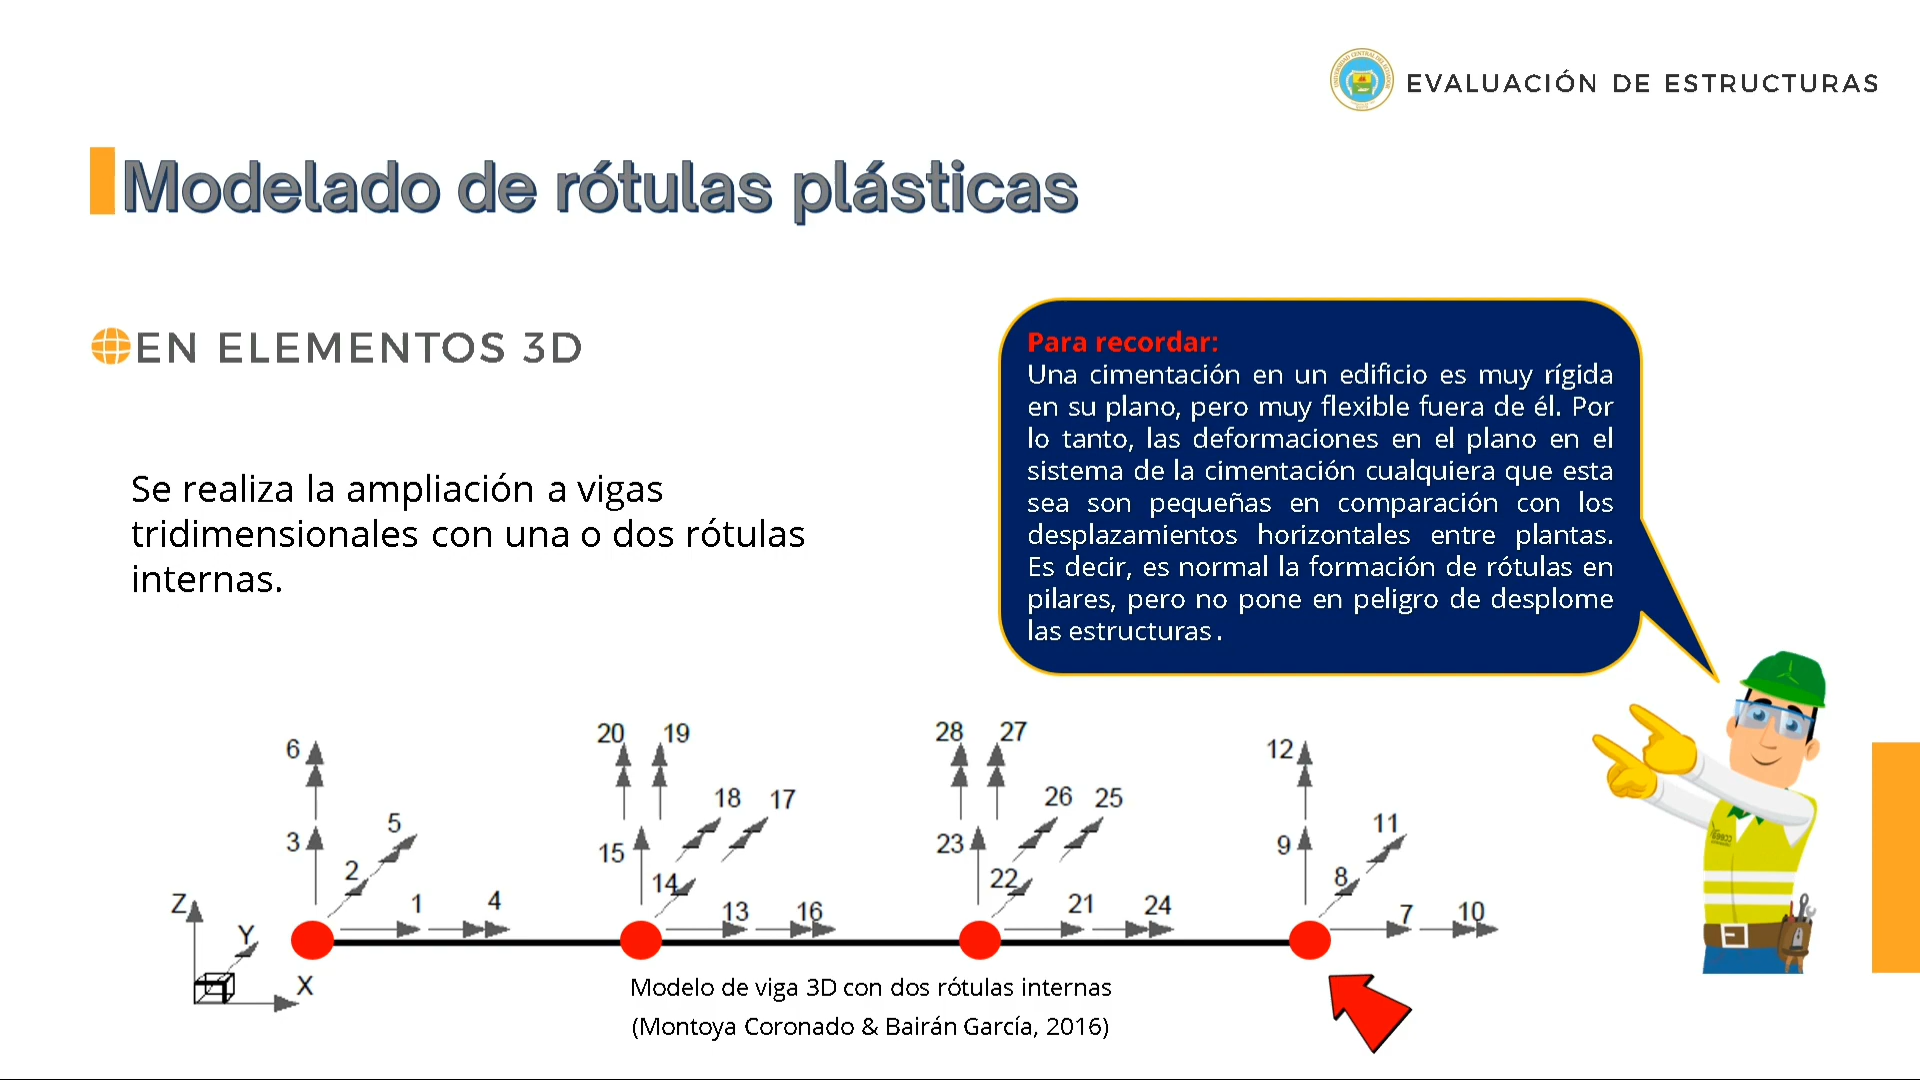 EVALUACIÓN DE ESTRUCTURAS
Modelado de rótulas plásticas
EN ELEMENTOS 3D
Se realiza la ampliación a vigas
tridimensionales con una o dos rótulas
internas.
Para recordar:
Una cimentación en un edificio es muy rígida
en su plano, pero muy flexible fuera de él. Por
lo tanto, las deformaciones en el plano en el
sistema de la cimentación cualquiera que esta
sea son pequeñas en comparación con los
desplazamientos horizontales entre plantas.
Es decir, es normal la formación de rótulas en
pilares, pero no pone en peligro de desplome
las estructuras.
6
3
5
2
1
4
Z
Y
X
20
19
18
17
15
14
13
16
28
27
26
25
23
22
21
24
12
11
9
8
7
10
Modelo de viga 3D con dos rótulas internas
(Montoya Coronado & Bairán García, 2016)